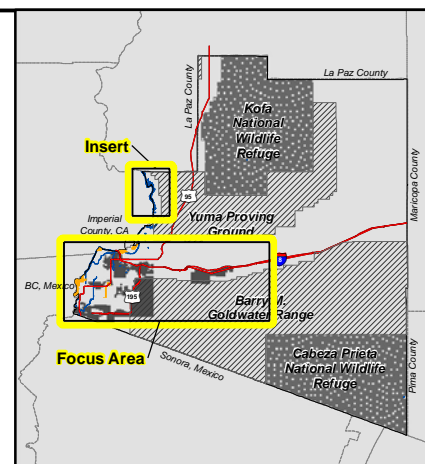 La Paz County
La Paz County
Kofa
National
Wildlife
Refuge
Insert
95
Maricopa County
Imperial
County, CA
Yuma Proving
Ground
8
BC, Mexico
195
Barry M.
Goldwater Range
Focus Area
Sonora, Mexico
Cabeza Prieta
National Wildlife
Refuge
Pima County